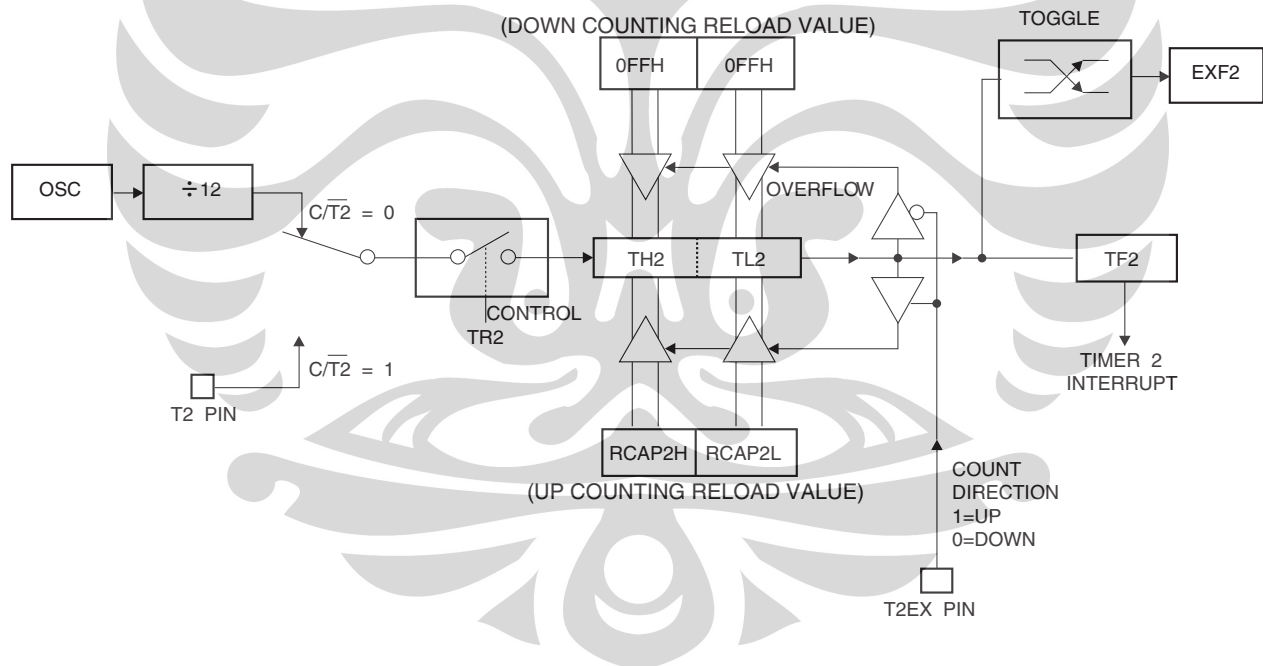 (DOWN COUNTING RELOAD VALUE)
TOGGLE
0FFH
0FFH
EXF2
OSC
÷12
OVERFLOW
C/T2̅ = 0
TH2
TL2
TF2
CONTROL
TR2
C/T2̅ = 1
T2 PIN
TIMER 2
INTERRUPT
RCAP2H
RCAP2L
(UP COUNTING RELOAD VALUE)
COUNT
DIRECTION
1=UP
0=DOWN
T2EX PIN